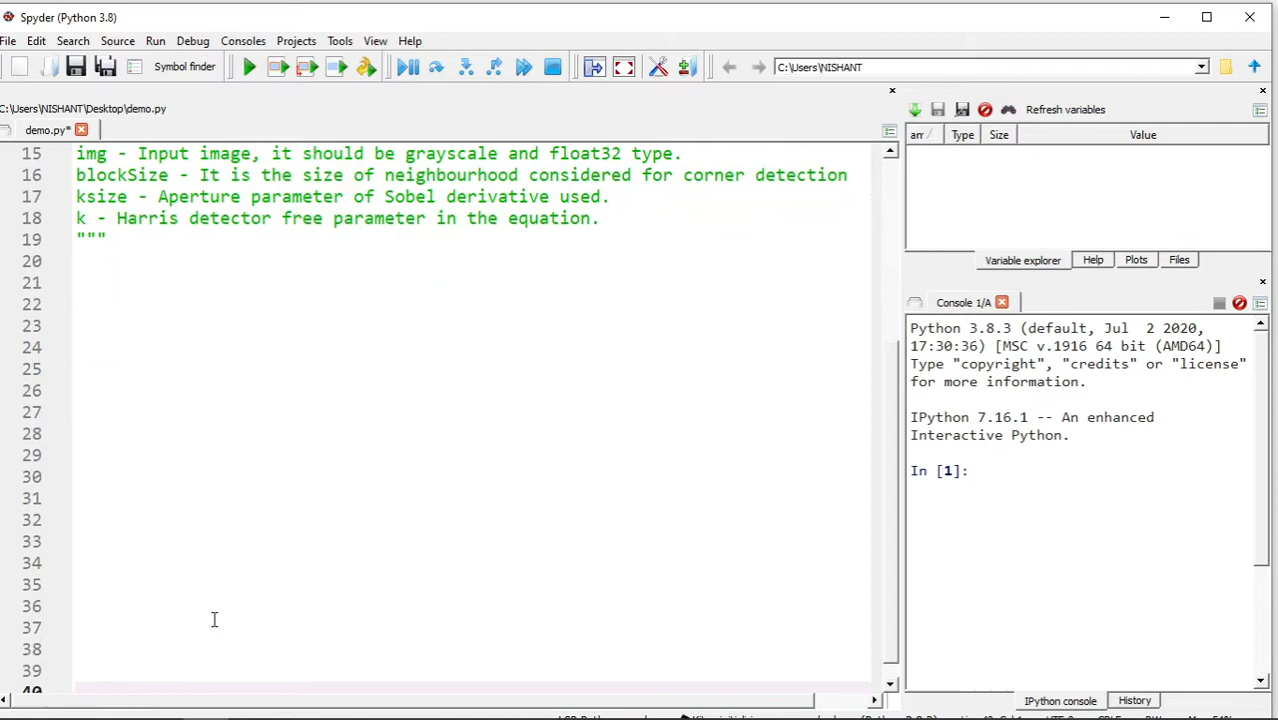 Spyder (Python 3.8)
File Edit Search Source Run Debug Consoles Projects Tools View Help
Symbol finder
C:\Users\NISHANT
C:\Users\NISHANT\Desktop\demo.py
demo.py*
15 img - Input image, it should be grayscale and float32 type.
16 blockSize - It is the size of neighbourhood considered for corner detection
17 ksize - Aperture parameter of Sobel derivative used.
18 k - Harris detector free parameter in the equation.
19 """
20
21
22
23
24
25
26
27
28
29
30
31
32
33
34
35
36
37
38
39
40
Refresh variables
Type Size Value
Variable explorer Help Plots Files
Console 1/A
Python 3.8.3 (default, Jul 2 2020,
17:30:36) [MSC v.1916 64 bit (AMD64)]
Type "copyright", "credits" or "license"
for more information.
IPython 7.16.1 -- An enhanced
Interactive Python.
In [1]:
IPython console History